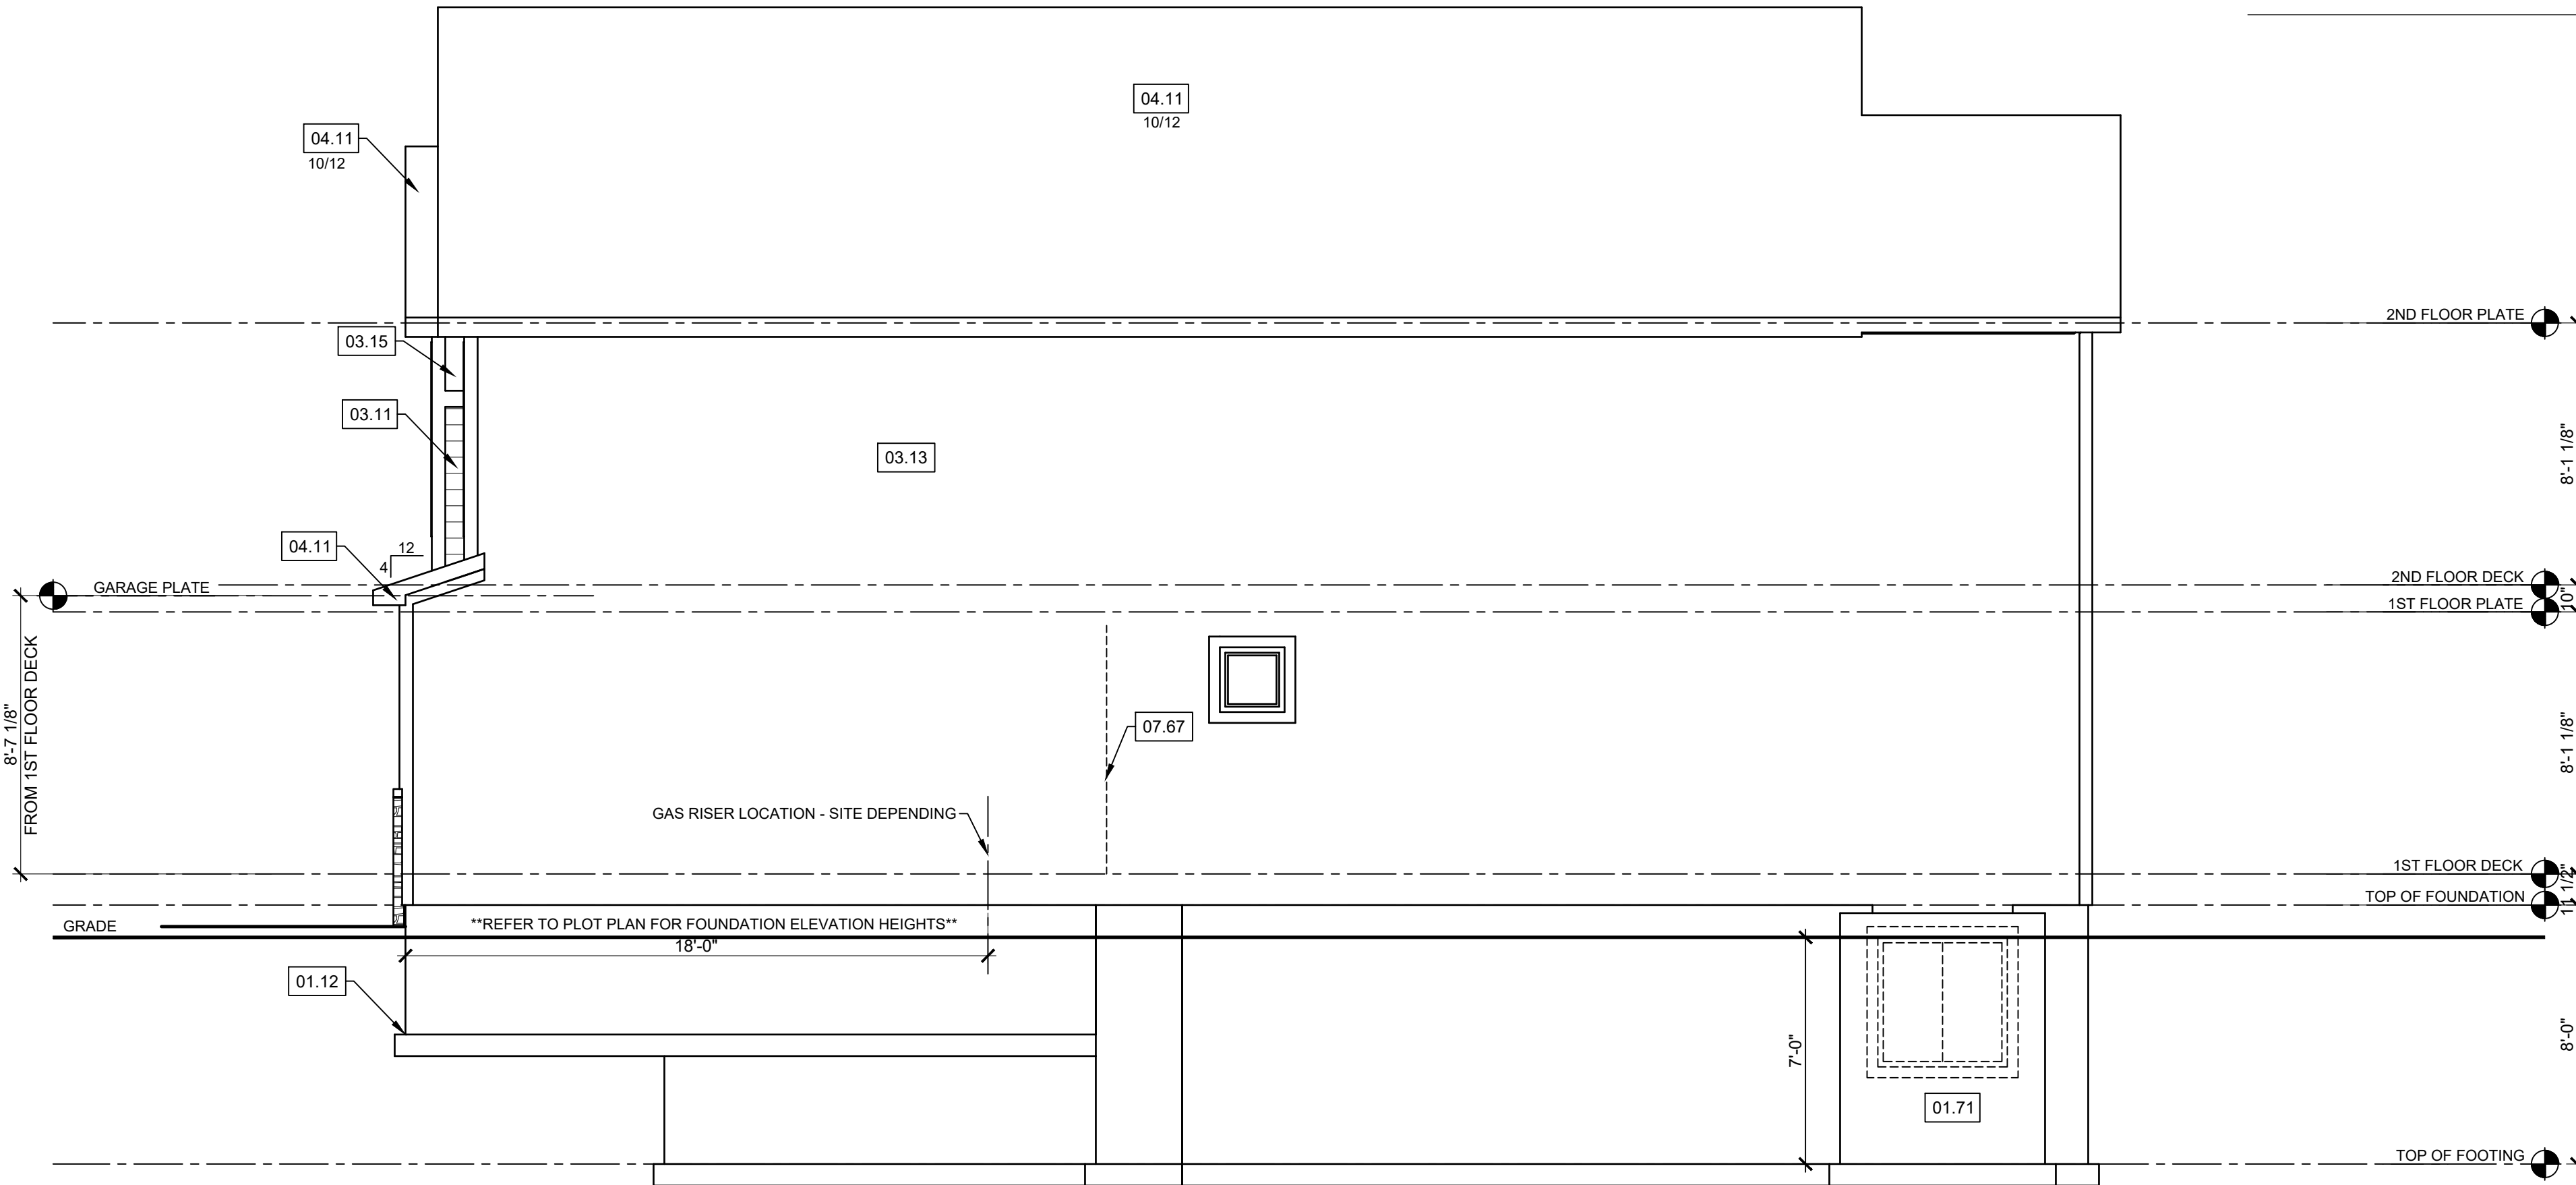 04.11
10/12
04.11
10/12
2ND FLOOR PLATE
03.15
03.11
03.13
8'-1 1/8"
04.11
12
4
GARAGE PLATE
2ND FLOOR DECK
10"
1ST FLOOR PLATE
8'-7 1/8"
FROM 1ST FLOOR DECK
07.67
8'-1 1/8"
GAS RISER LOCATION - SITE DEPENDING
1ST FLOOR DECK
11 1/2"
TOP OF FOUNDATION
GRADE
**REFER TO PLOT PLAN FOR FOUNDATION ELEVATION HEIGHTS**
18'-0"
01.12
7'-0"
8'-0"
01.71
TOP OF FOOTING